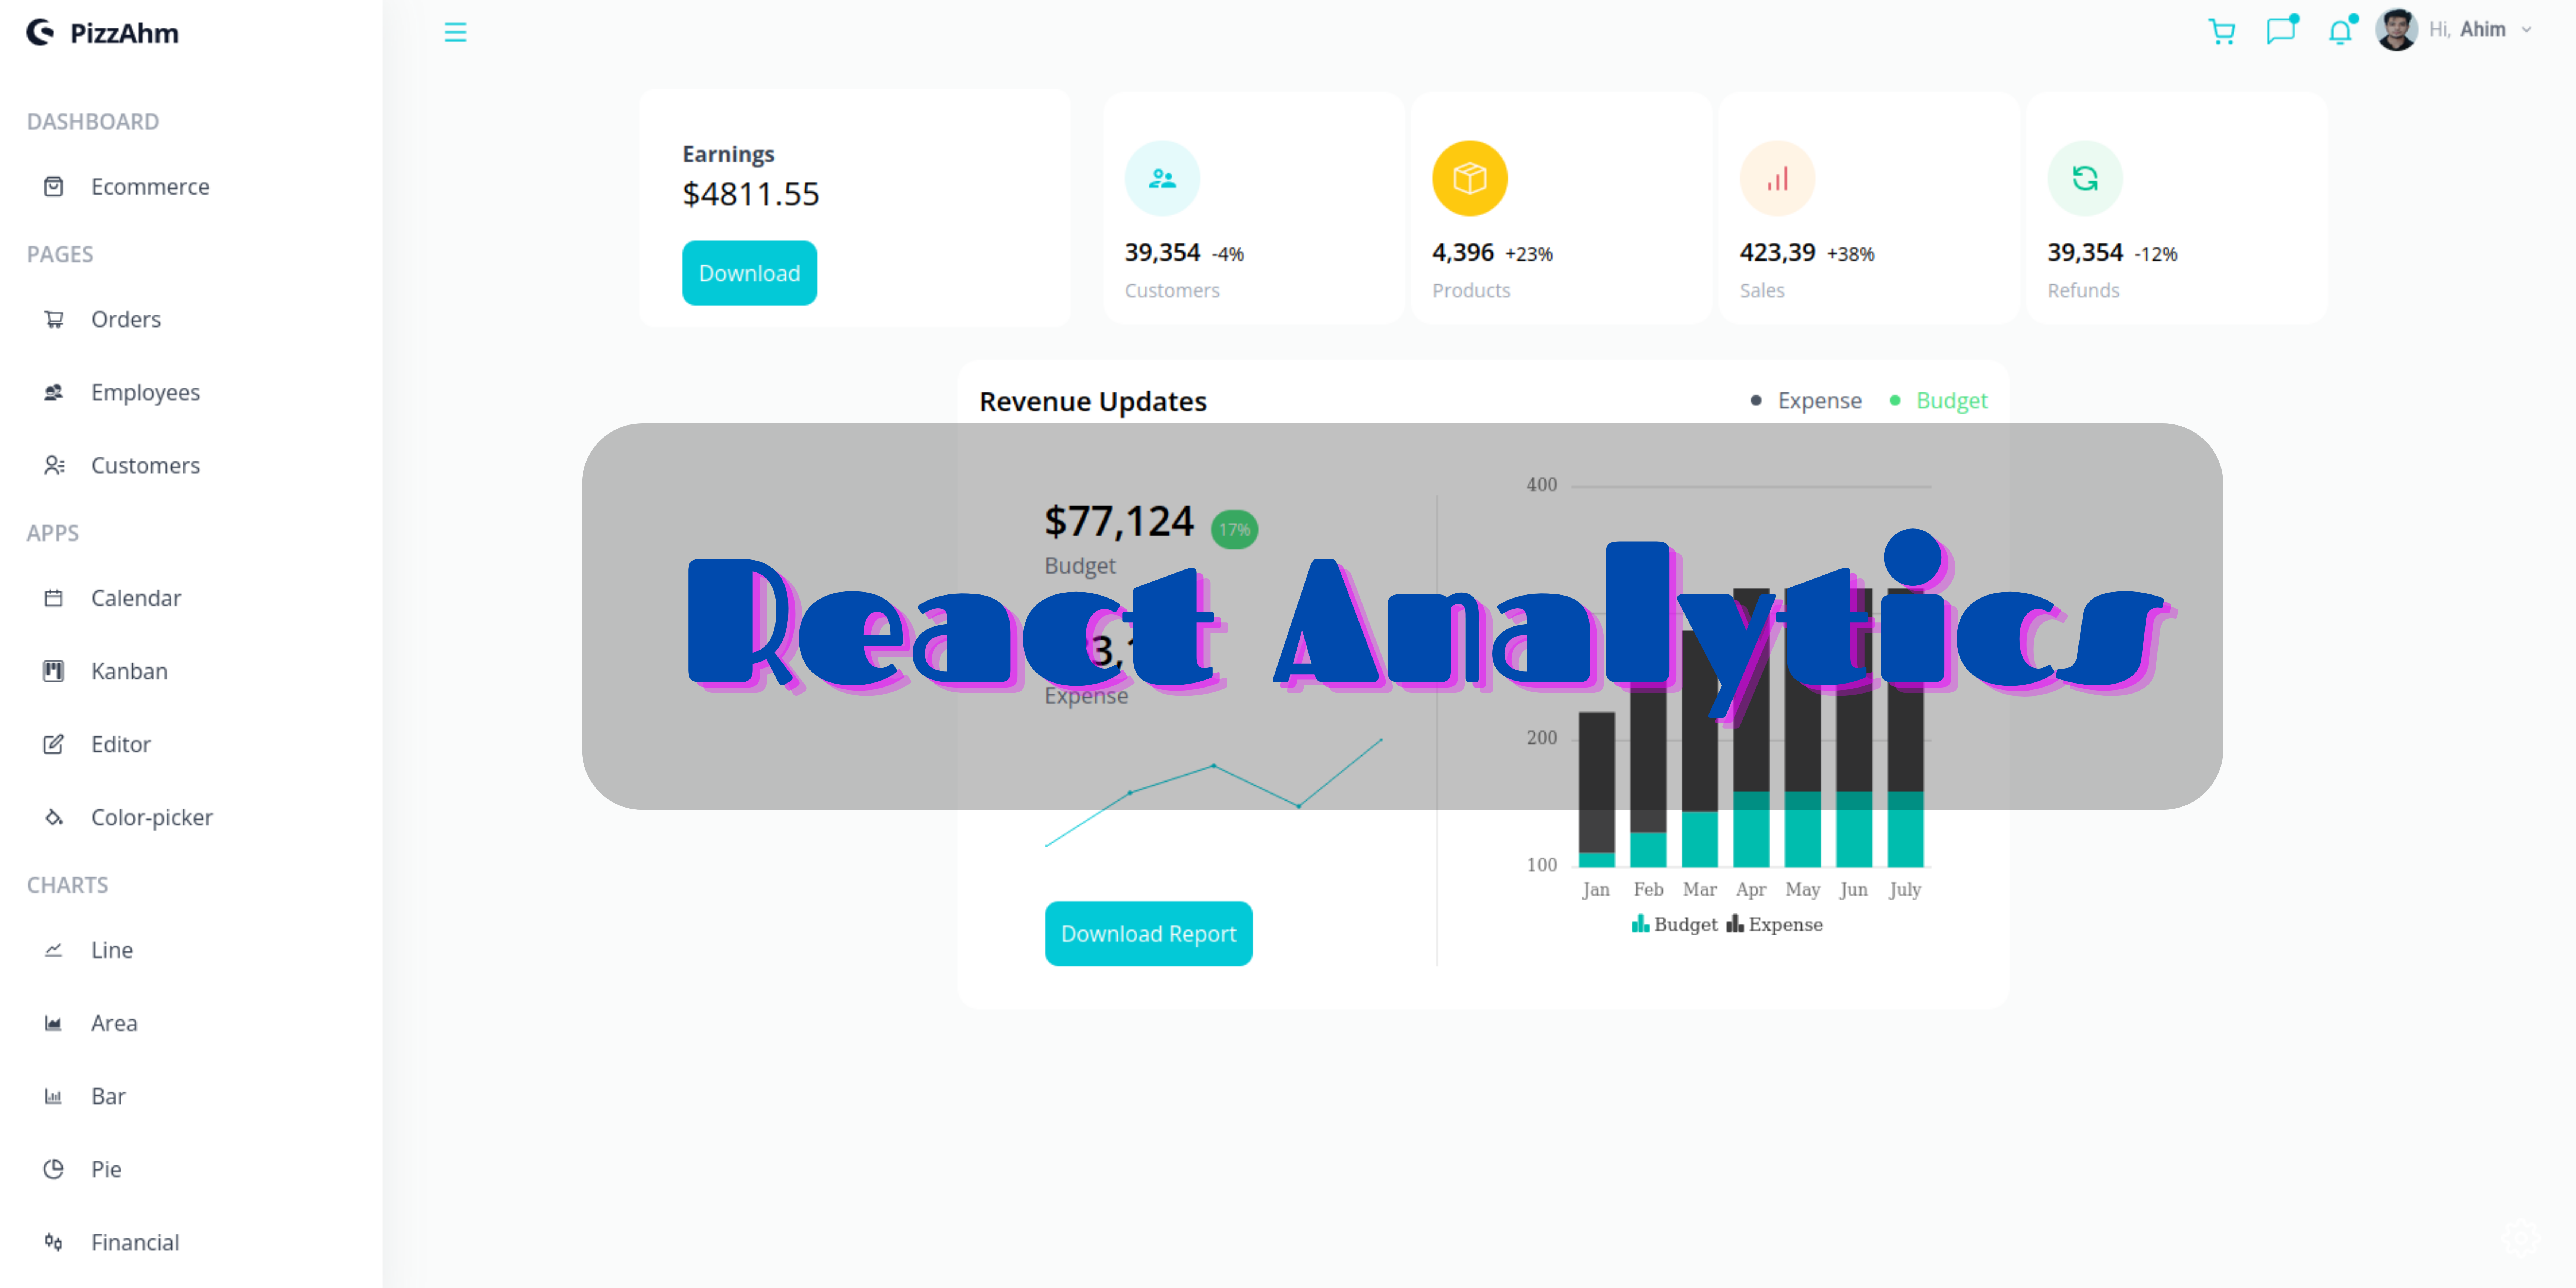 PizzAhm
Hi, Ahim
DASHBOARD
Ecommerce
PAGES
Orders
Employees
Customers
APPS
Calendar
Kanban
Editor
Color-picker
CHARTS
Line
Area
Bar
Pie
Financial
Earnings
$4811.55
Download
39,354 -4%
Customers
4,396 +23%
Products
423,39 +38%
Sales
39,354 -12%
Refunds
Revenue Updates
Expense Budget
$77,124 17%
Budget
React Analytics
Expense
Download Report
400
200
100
Jan Feb Mar Apr May Jun July
Budget Expense